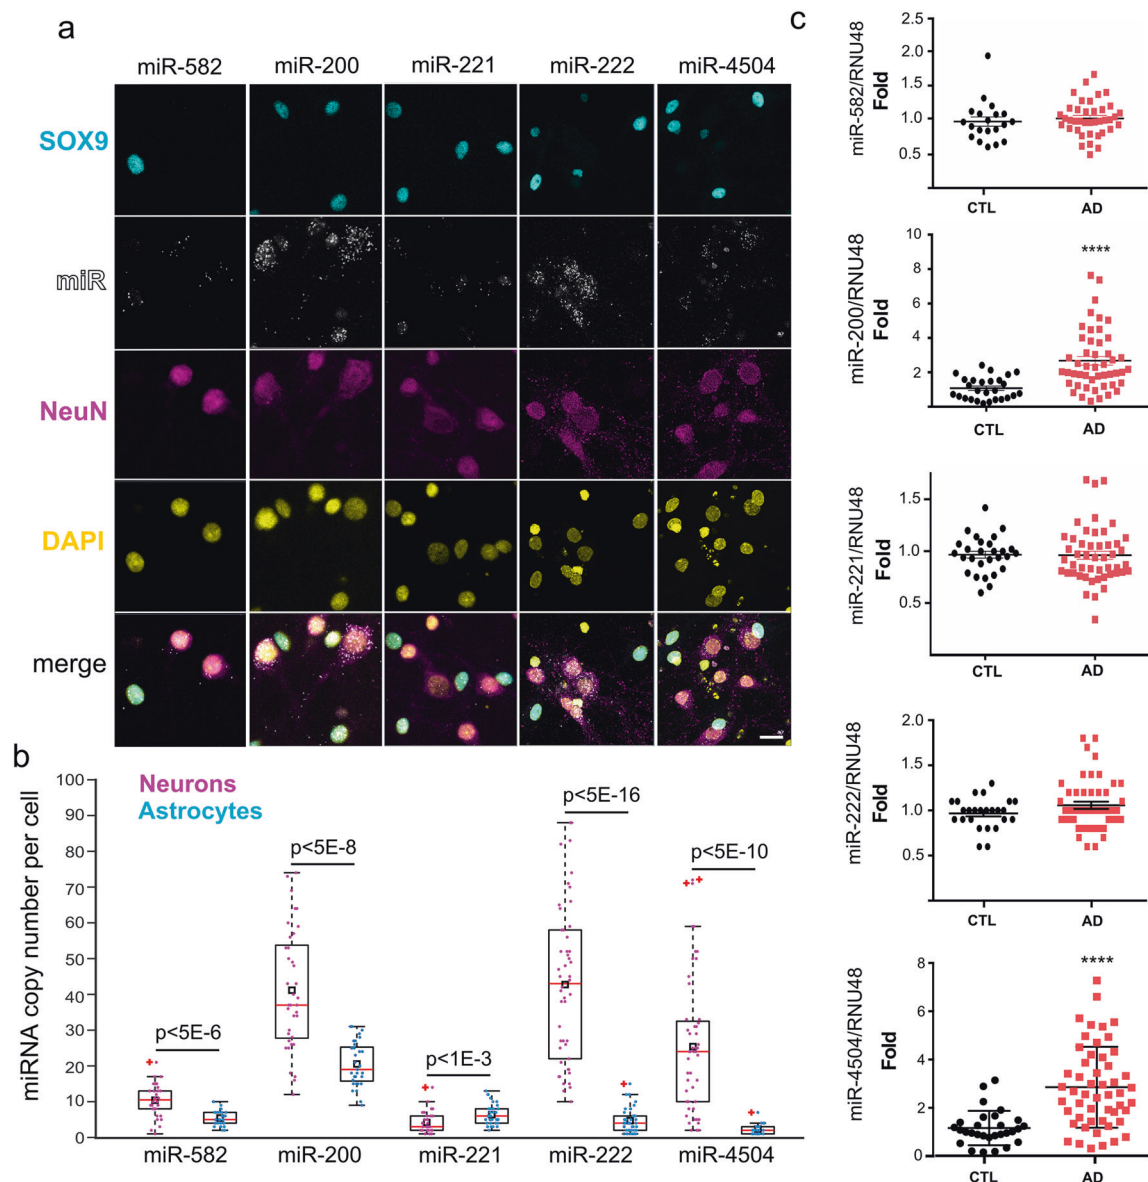 a
miR-582 miR-200 miR-221 miR-222 miR-4504
SOX9
miR
NeuN
DAPI
merge
b
Neurons
Astrocytes
miRNA copy number per cell
100
90
80
70
60
50
40
30
20
10
0
p<5E-6
p<5E-8
p<1E-3
p<5E-16
p<5E-10
miR-582 miR-200 miR-221 miR-222 miR-4504
c
miR-582/RNU48
Fold
2.5
2.0
1.5
1.0
0.5
CTL AD
miR-200/RNU48
Fold
10
8
6
4
2
****
CTL AD
miR-221/RNU48
Fold
1.5
1.0
0.5
CTL AD
miR-222/RNU48
Fold
2.0
1.5
1.0
0.5
CTL AD
miR-4504/RNU48
Fold
8
6
4
2
0
****
CTL AD